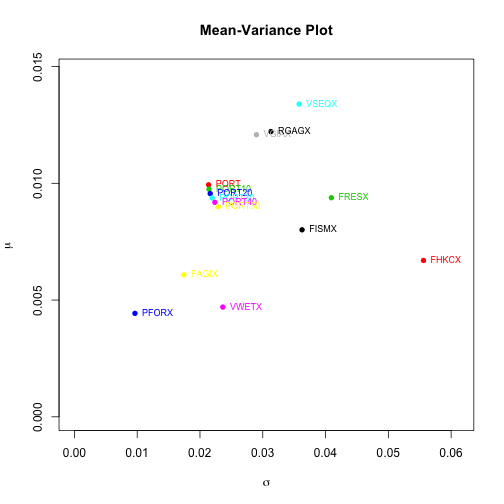 Mean-Variance Plot
0.015
VSEQX
RGAGX
0.010
PORT
PORT20
PORT40
FRESX
FISMX
FHKCX
FAGIX
0.005
VWETX
PFORX
μ
0.000
0.00 0.01 0.02 0.03 0.04 0.05 0.06
σ